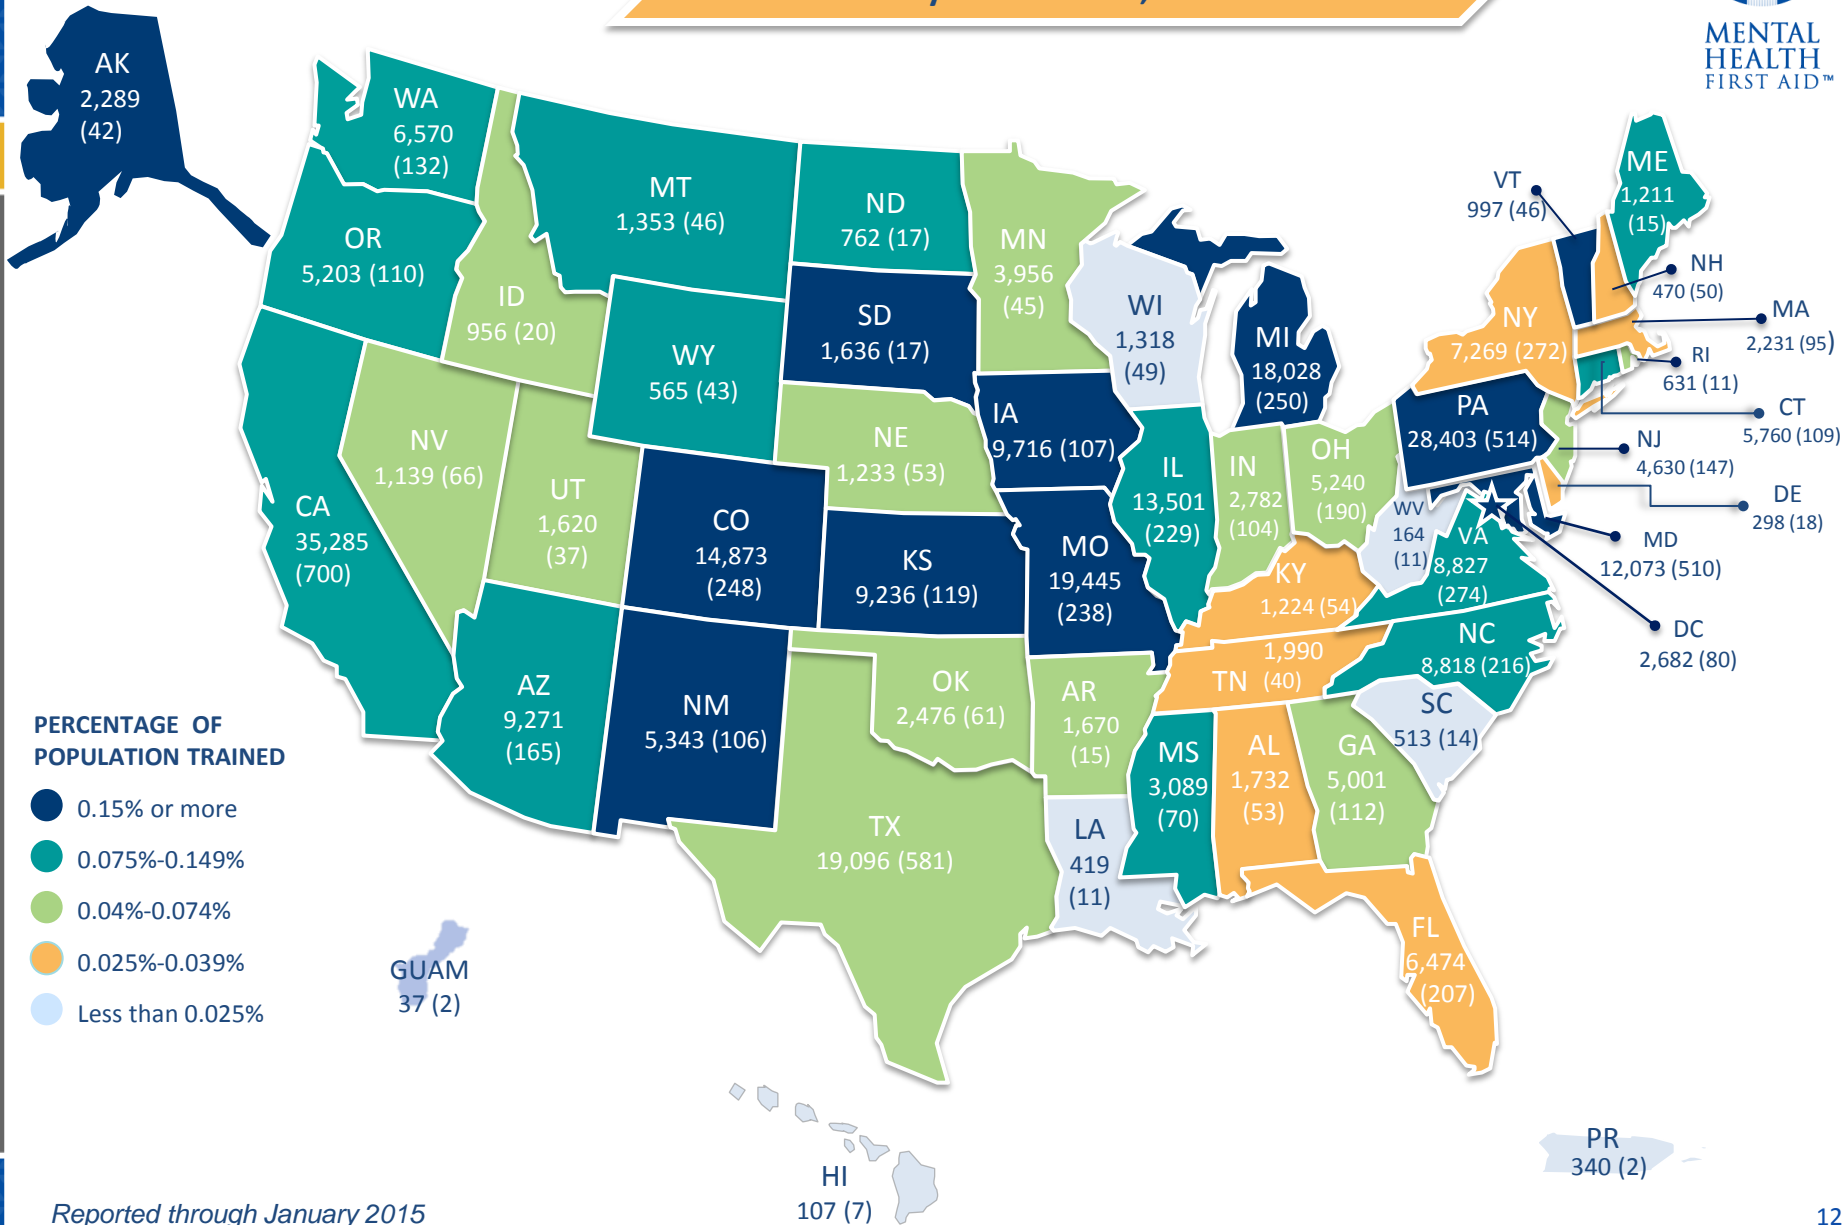 MENTAL
HEALTH
FIRST AID™
AK
2,289
(42)
WA
6,570
(132)
MT
1,353 (46)
ND
762 (17)
MN
3,956
(45)
VT
997 (46)
ME
1,211
(15)
OR
5,203 (110)
ID
956 (20)
SD
1,636 (17)
WI
1,318
(49)
MI
18,028
(250)
NY
7,269 (272)
NH
470 (50)
MA
2,231 (95)
RI
631 (11)
CT
5,760 (109)
WY
565 (43)
IA
9,716 (107)
PA
28,403 (514)
NJ
4,630 (147)
NV
1,139 (66)
UT
1,620
(37)
NE
1,233 (53)
IL
13,501
(229)
IN
2,782
(104)
OH
5,240
(190)
WV
164
(11)
DE
298 (18)
CA
35,285
(700)
CO
14,873
(248)
KS
9,236 (119)
MO
19,445
(238)
KY
1,224 (54)
VA
8,827
(274)
MD
12,073 (510)
DC
2,682 (80)
AZ
9,271
(165)
NM
5,343 (106)
OK
2,476 (61)
AR
1,670
(15)
1,990
TN (40)
NC
8,818 (216)
SC
513 (14)
TX
19,096 (581)
LA
419
(11)
MS
3,089
(70)
AL
1,732
(53)
GA
5,001
(112)
FL
6,474
(207)
PERCENTAGE OF
POPULATION TRAINED
0.15% or more
0.075%-0.149%
0.04%-0.074%
0.025%-0.039%
Less than 0.025%
GUAM
37 (2)
HI
107 (7)
PR
340 (2)
Reported through January 2015
12